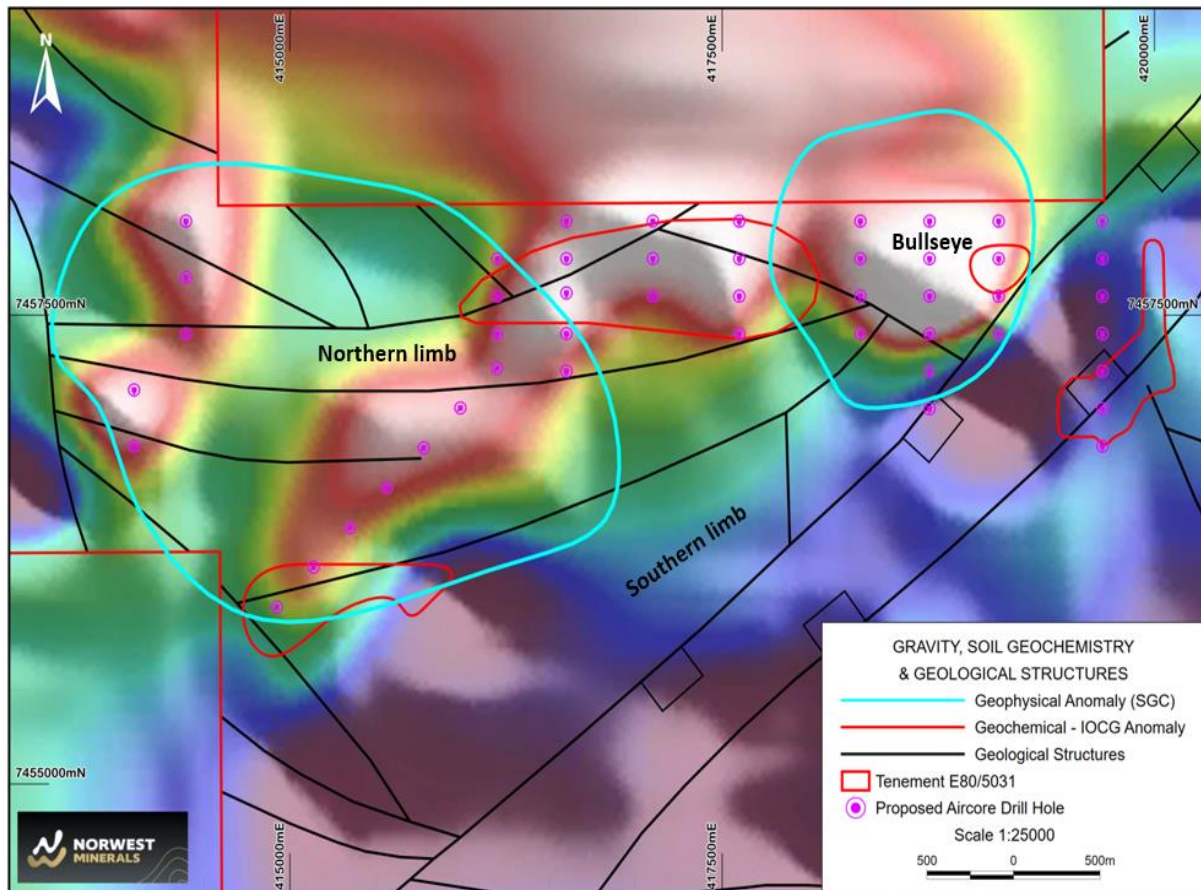 N
415000mE
417500mE
420000mE
Bullseye
7457500mN
7457500mN
Northern limb
Southern limb
7455000mN
415000mE
417500mE
NORWEST
MINERALS
GRAVITY, SOIL GEOCHEMISTRY
& GEOLOGICAL STRUCTURES
Geophysical Anomaly (SGC)
Geochemical - IOCG Anomaly
Geological Structures
Tenement E80/5031
Proposed Aircore Drill Hole
Scale 1:25000
500 0 500m